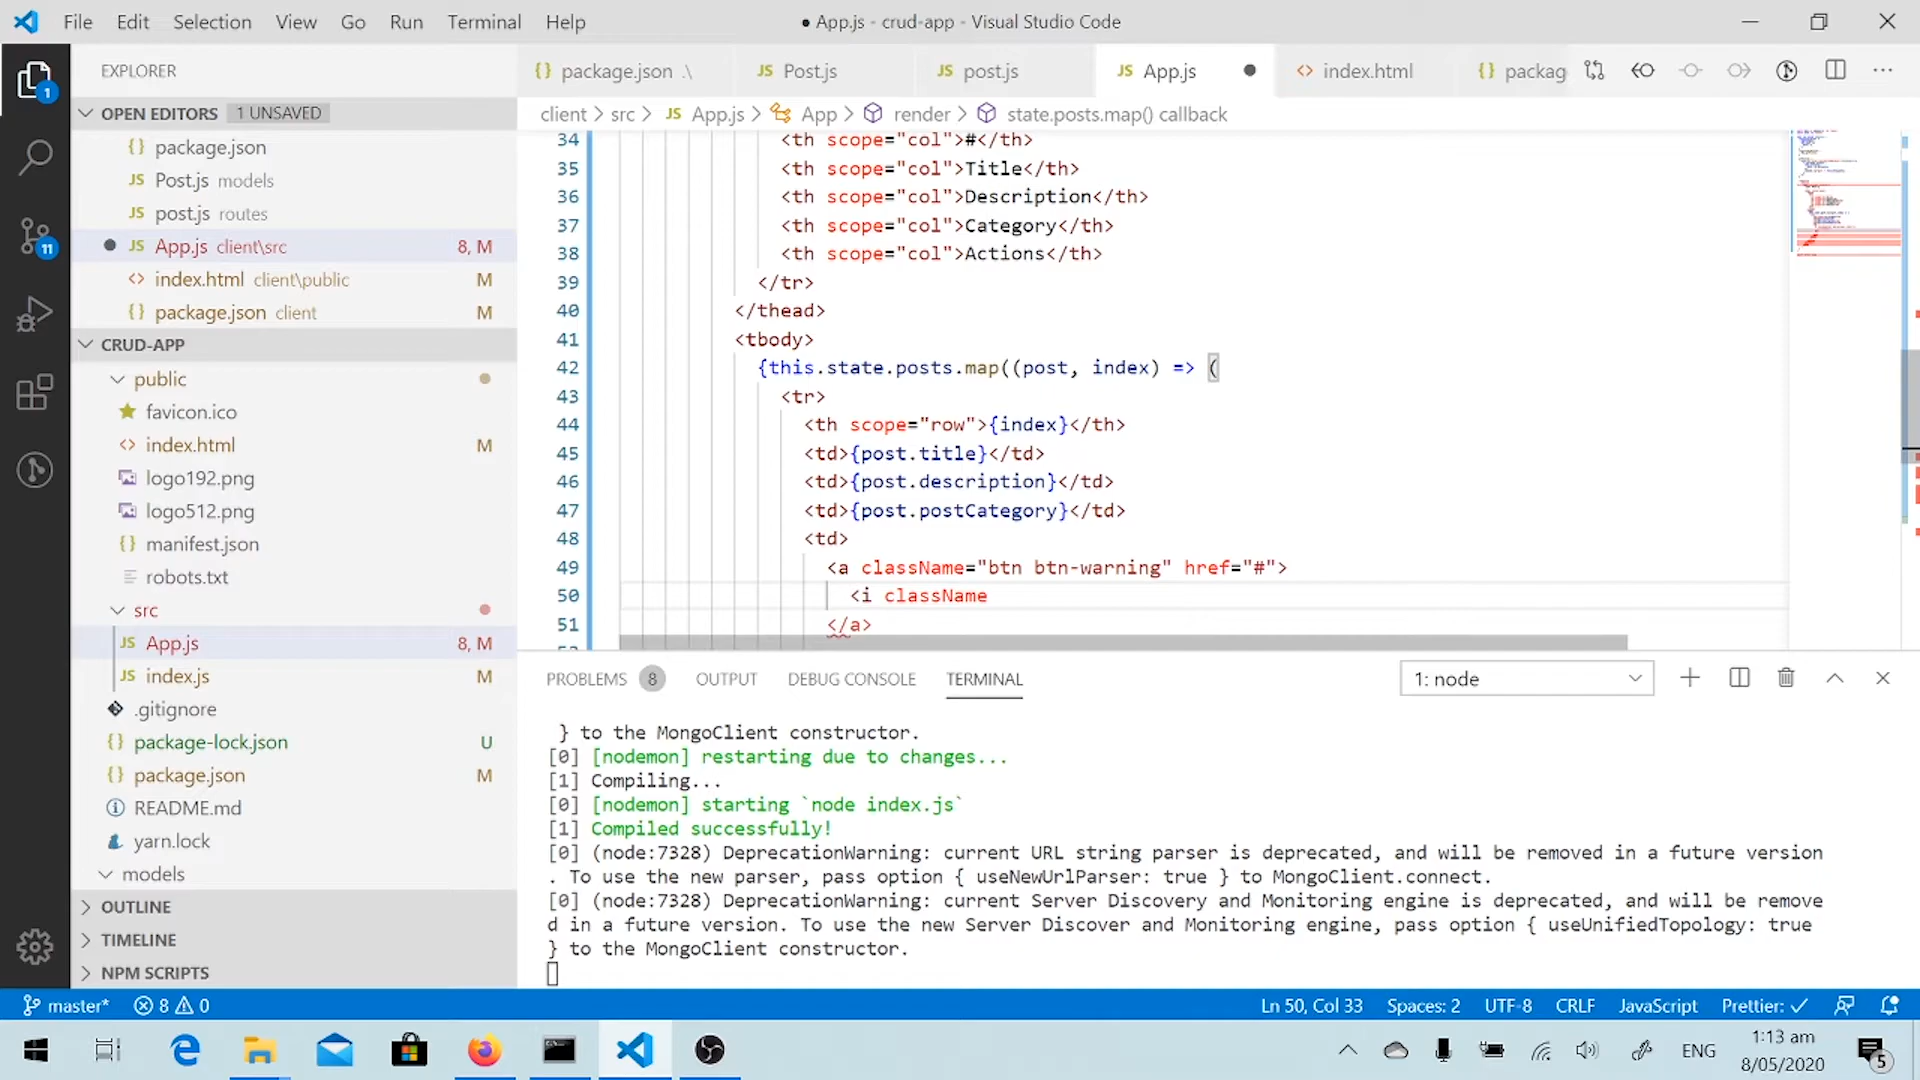 File Edit Selection View Go Run Terminal Help
● App.js - crud-app - Visual Studio Code
EXPLORER
OPEN EDITORS 1 UNSAVED
{} package.json
JS Post.js models
JS post.js routes
JS App.js client\src 8, M
<> index.html client\public M
{} package.json client M
CRUD-APP
public
favicon.ico
<> index.html M
logo192.png
logo512.png
{} manifest.json
robots.txt
src
JS App.js 8, M
JS index.js M
.gitignore
{} package-lock.json U
{} package.json M
README.md
yarn.lock
models
OUTLINE
TIMELINE
NPM SCRIPTS
1
11
{} package.json .\ JS Post.js JS post.js JS App.js <> index.html {} packag
client > src > JS App.js > App > render > state.posts.map() callback
34 <th scope="col">#</th>
35 <th scope="col">Title</th>
36 <th scope="col">Description</th>
37 <th scope="col">Category</th>
38 <th scope="col">Actions</th>
39 </tr>
40 </thead>
41 <tbody>
42 {this.state.posts.map((post, index) => (
43 <tr>
44 <th scope="row">{index}</th>
45 <td>{post.title}</td>
46 <td>{post.description}</td>
47 <td>{post.postCategory}</td>
48 <td>
49 <a className="btn btn-warning" href="#">
50 <i className
51 </a>
PROBLEMS 8 OUTPUT DEBUG CONSOLE TERMINAL 1: node
} to the MongoClient constructor.
[0] [nodemon] restarting due to changes...
[1] Compiling...
[0] [nodemon] starting `node index.js`
[1] Compiled successfully!
[0] (node:7328) DeprecationWarning: current URL string parser is deprecated, and will be removed in a future version
. To use the new parser, pass option { useNewUrlParser: true } to MongoClient.connect.
[0] (node:7328) DeprecationWarning: current Server Discovery and Monitoring engine is deprecated, and will be remove
d in a future version. To use the new Server Discover and Monitoring engine, pass option { useUnifiedTopology: true
} to the MongoClient constructor.
master* 8 0 Ln 50, Col 33 Spaces: 2 UTF-8 CRLF JavaScript Prettier: ✓
ENG
1:13 am
8/05/2020
5